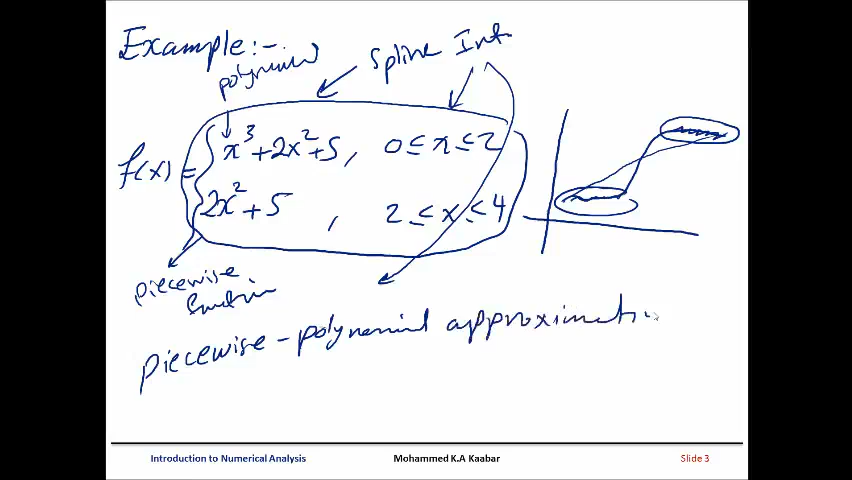 Example:-
Spline Int
polynomial
f(x) = { x³ + 2x² + 5, 0 ≤ x ≤ 2
2x² + 5, 2 ≤ x ≤ 4
piecewise
function
piecewise - polynomial approximati
Introduction to Numerical Analysis Mohammed K.A Kaabar Slide 3